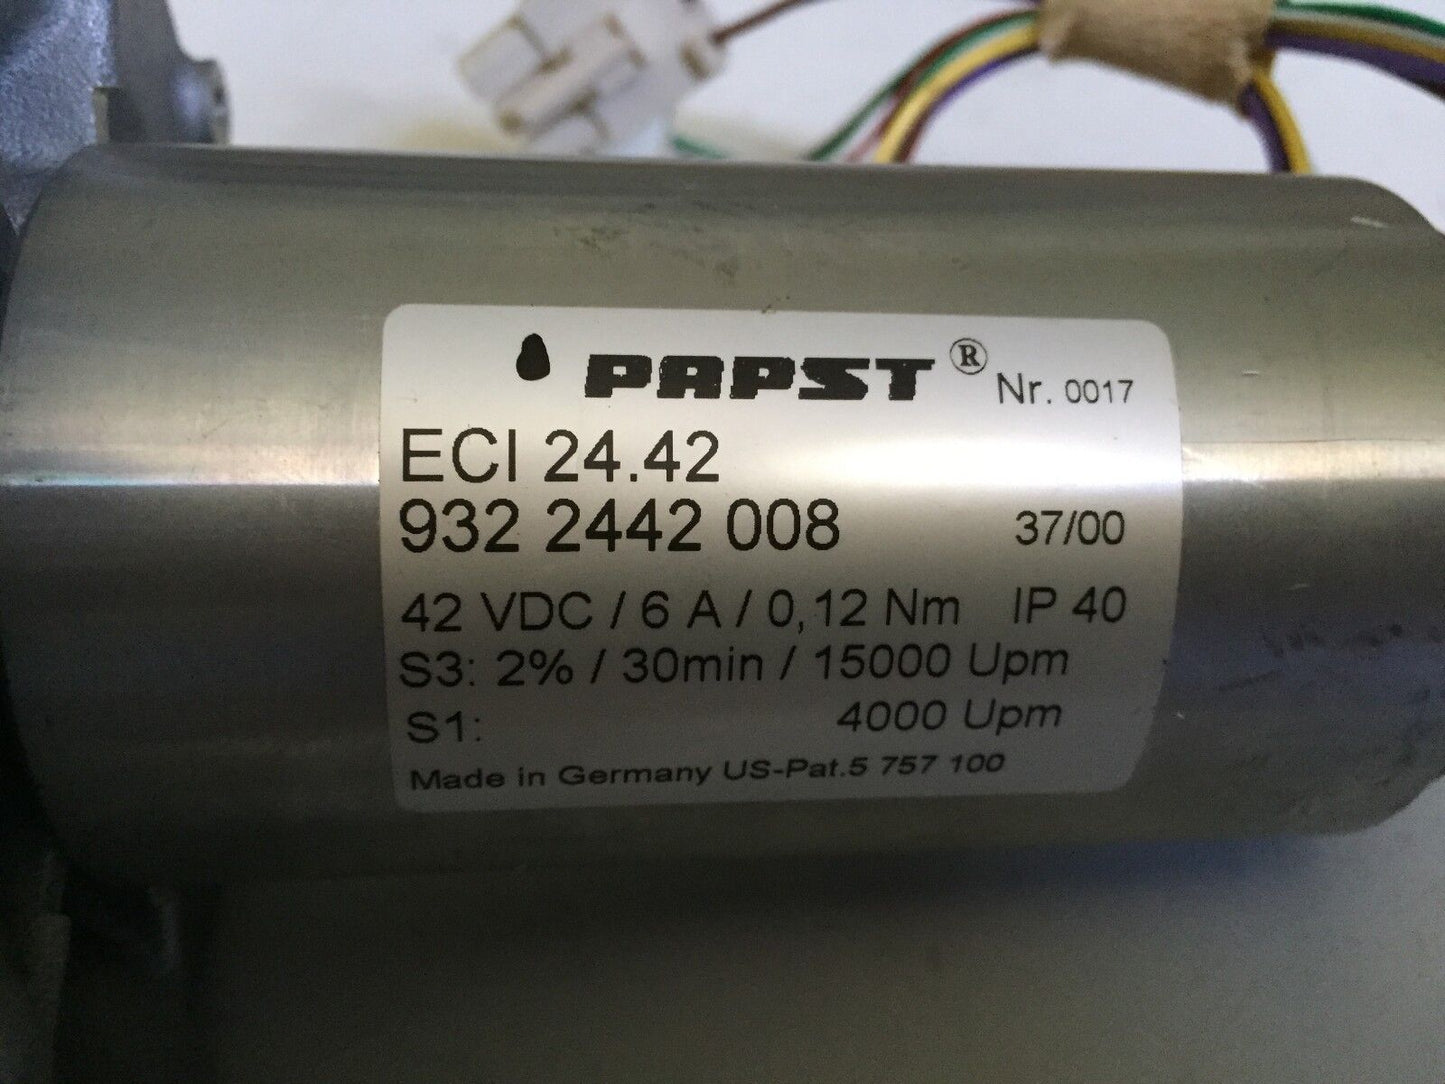 PAPST® Nr. 0017
ECI 24.42
932 2442 008 37/00
42 VDC / 6 A / 0,12 Nm IP 40
S3: 2% / 30min / 15000 Upm
S1: 4000 Upm
Made in Germany US-Pat.5 757 100